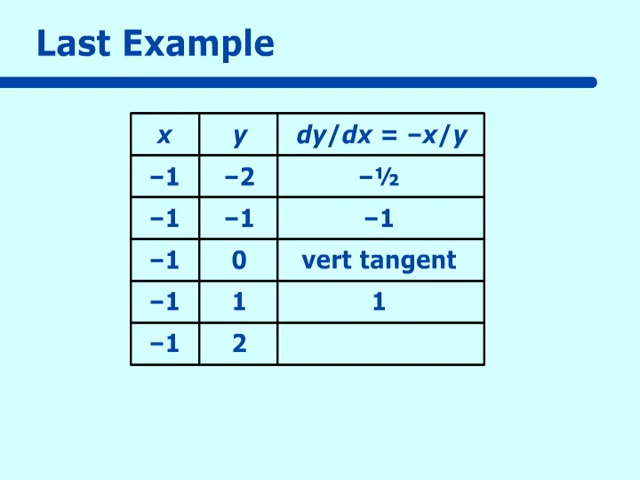 Last Example
x y dy/dx = –x/y
–1 –2 –½
–1 –1 –1
–1 0 vert tangent
–1 1 1
–1 2